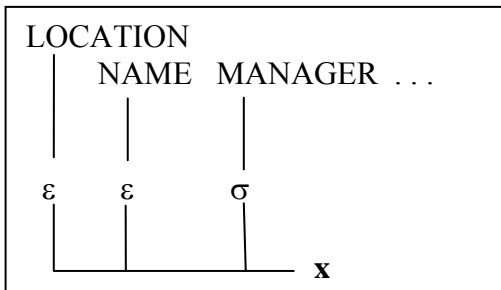 LOCATION
NAME MANAGER . . .
ε ε σ
x